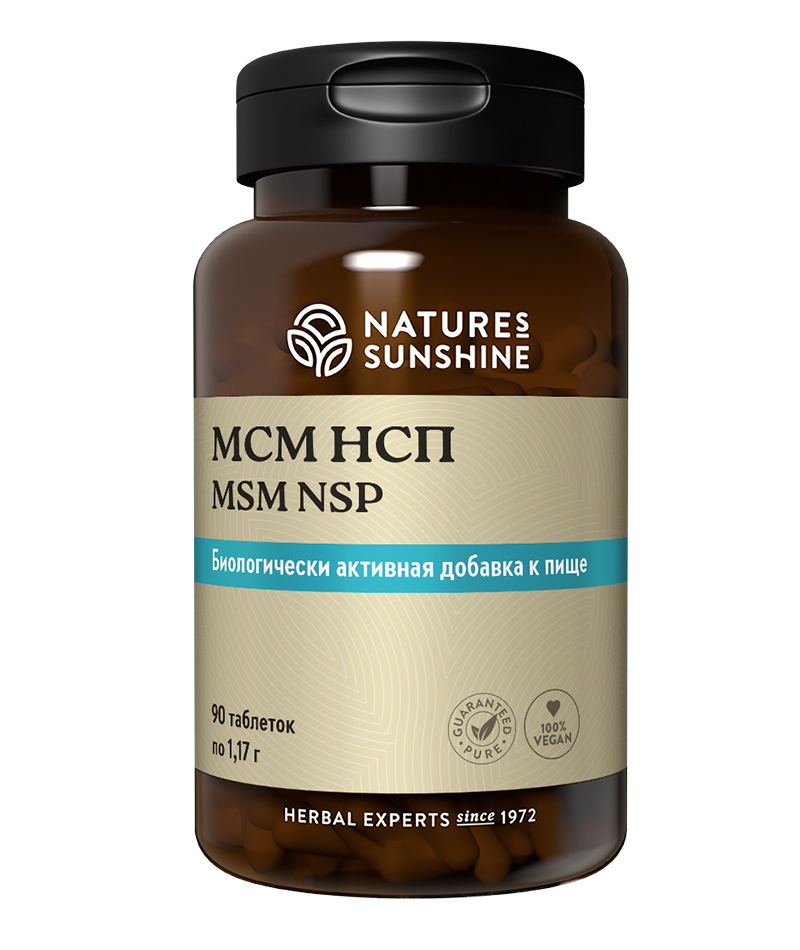 NATURES
SUNSHINE
МСМ НСП
MSM NSP
Биологически активная добавка к пище
90 таблеток
по 1,17 г
GUARANTEED
PURE
100%
VEGAN
HERBAL EXPERTS since 1972